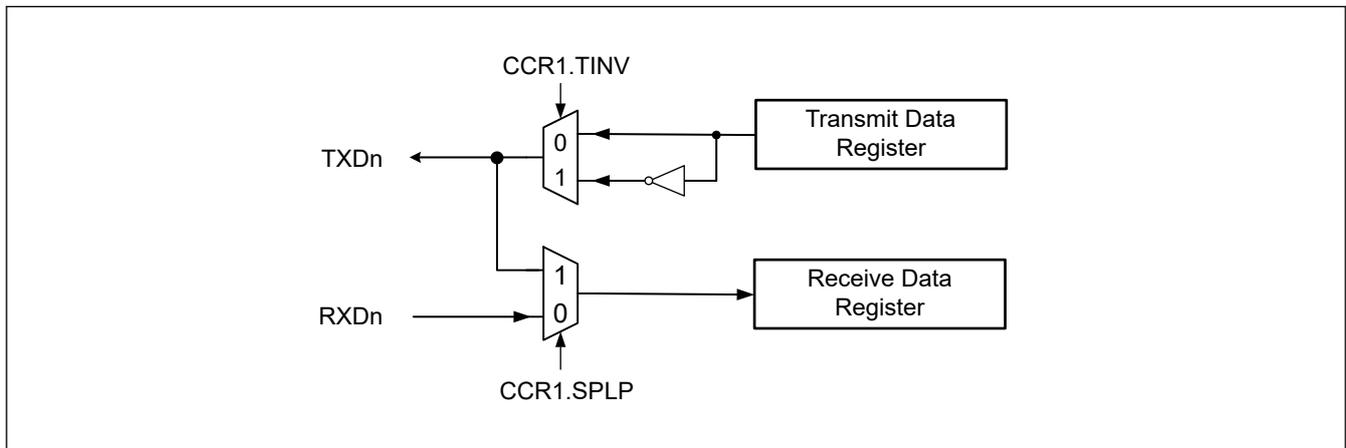 CCR1.TINV
TXDn
0
1
Transmit Data
Register
1
0
RXDn
Receive Data
Register
CCR1.SPLP